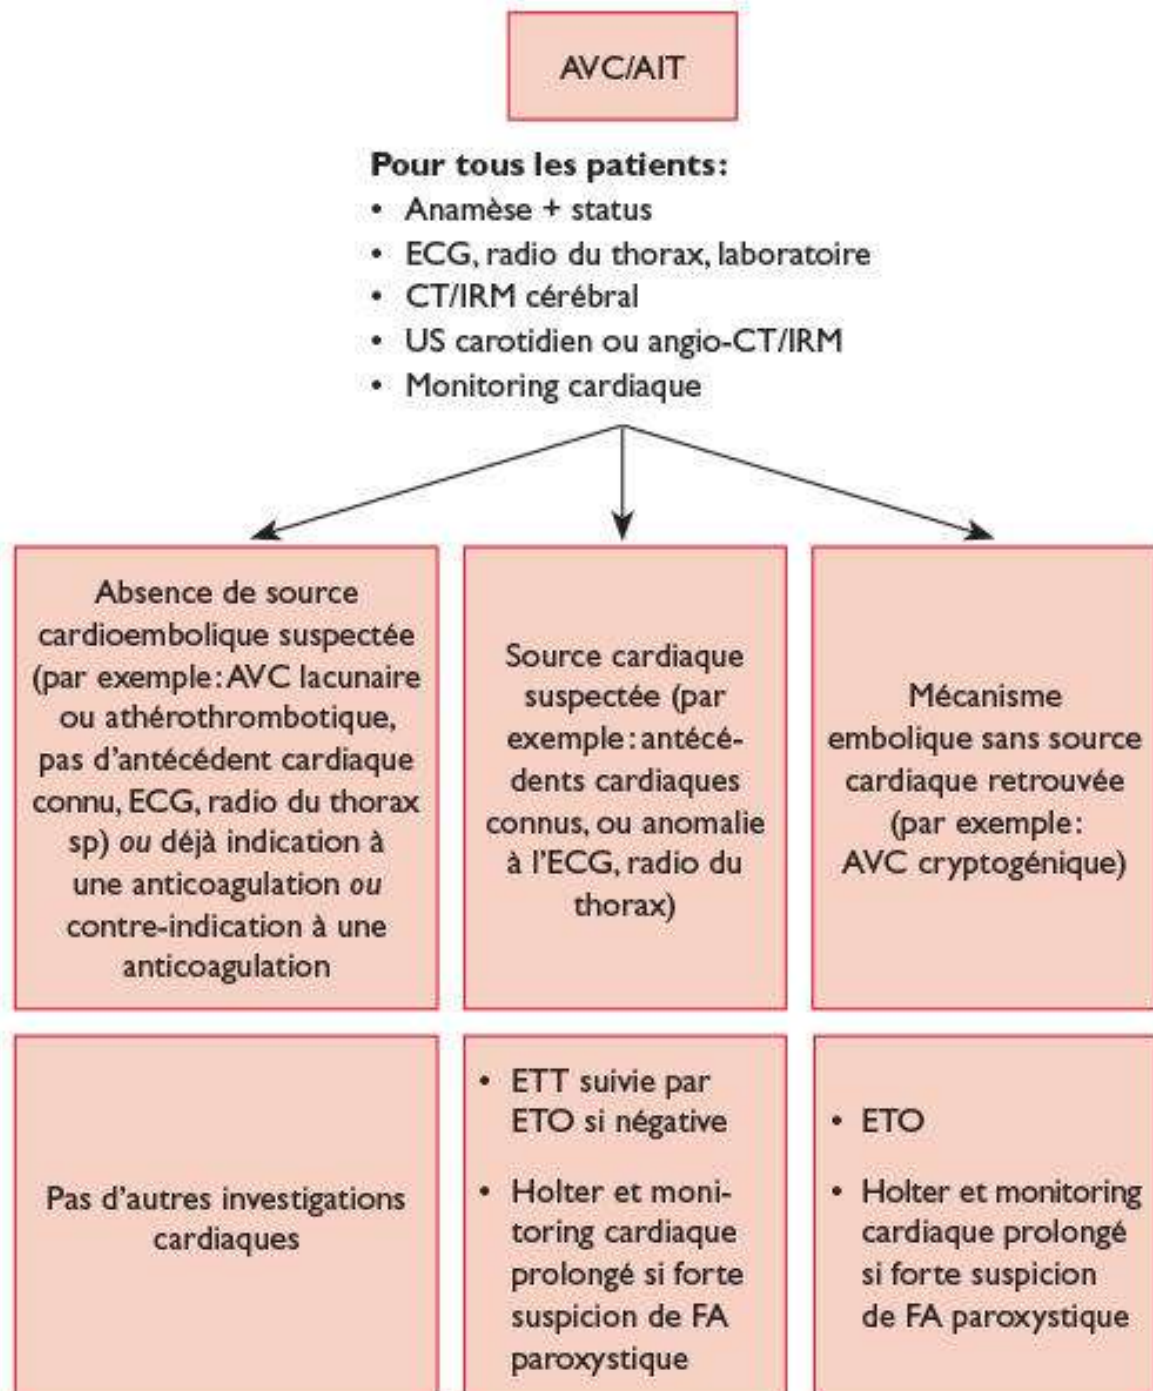 AVC/AIT
Pour tous les patients:
• Anamèse + status
• ECG, radio du thorax, laboratoire
• CT/IRM cérébral
• US carotidien ou angio-CT/IRM
• Monitoring cardiaque
Absence de source
cardioembolique suspectée
(par exemple: AVC lacunaire
ou athérothrombotique,
pas d'antécédent cardiaque
connu, ECG, radio du thorax
sp) ou déjà indication à
une anticoagulation ou
contre-indication à une
anticoagulation
Source cardiaque
suspectée (par
exemple: antécé-
dents cardiaques
connus, ou anomalie
à l'ECG, radio du
thorax)
Mécanisme
embolique sans source
cardiaque retrouvée
(par exemple:
AVC cryptogénique)
Pas d'autres investigations
cardiaques
• ETT suivie par
ETO si négative
• Holter et moni-
toring cardiaque
prolongé si forte
suspicion de FA
paroxystique
• ETO
• Holter et monitoring
cardiaque prolongé
si forte suspicion
de FA paroxystique